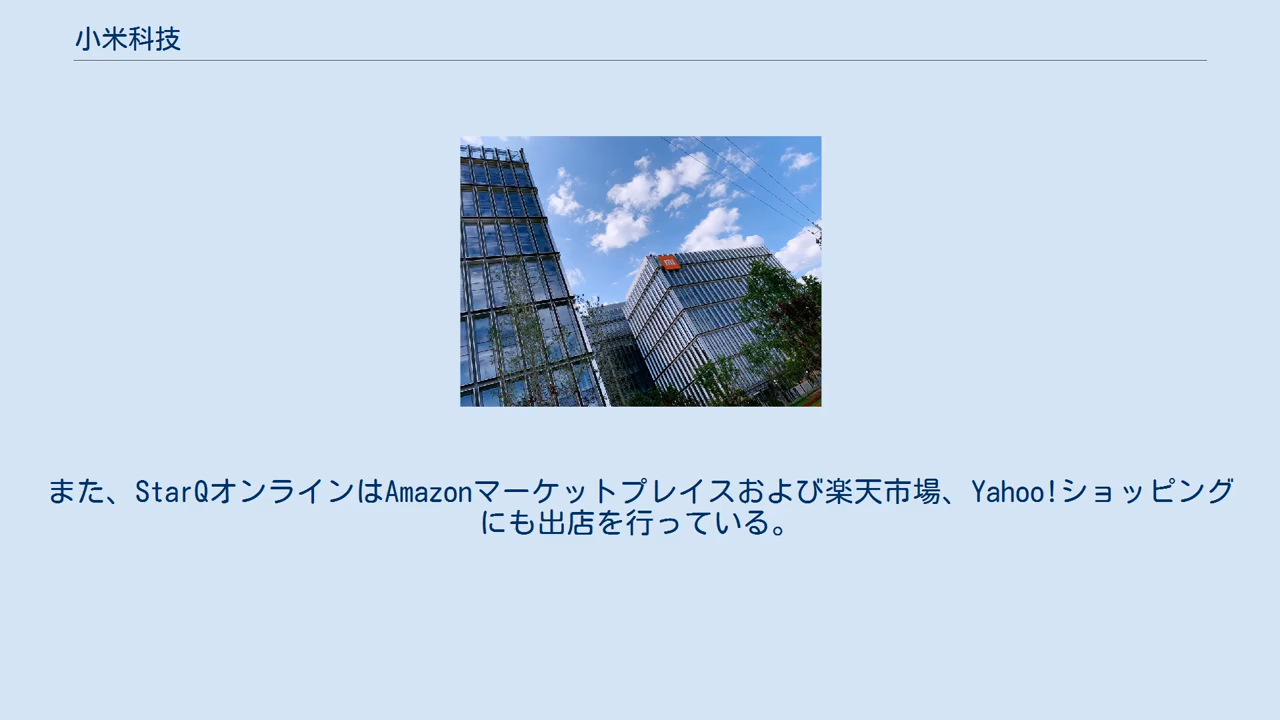 小米科技
また、StarQオンラインはAmazonマーケットプレイスおよび楽天市場、Yahoo!ショッピング
にも出店を行っている。